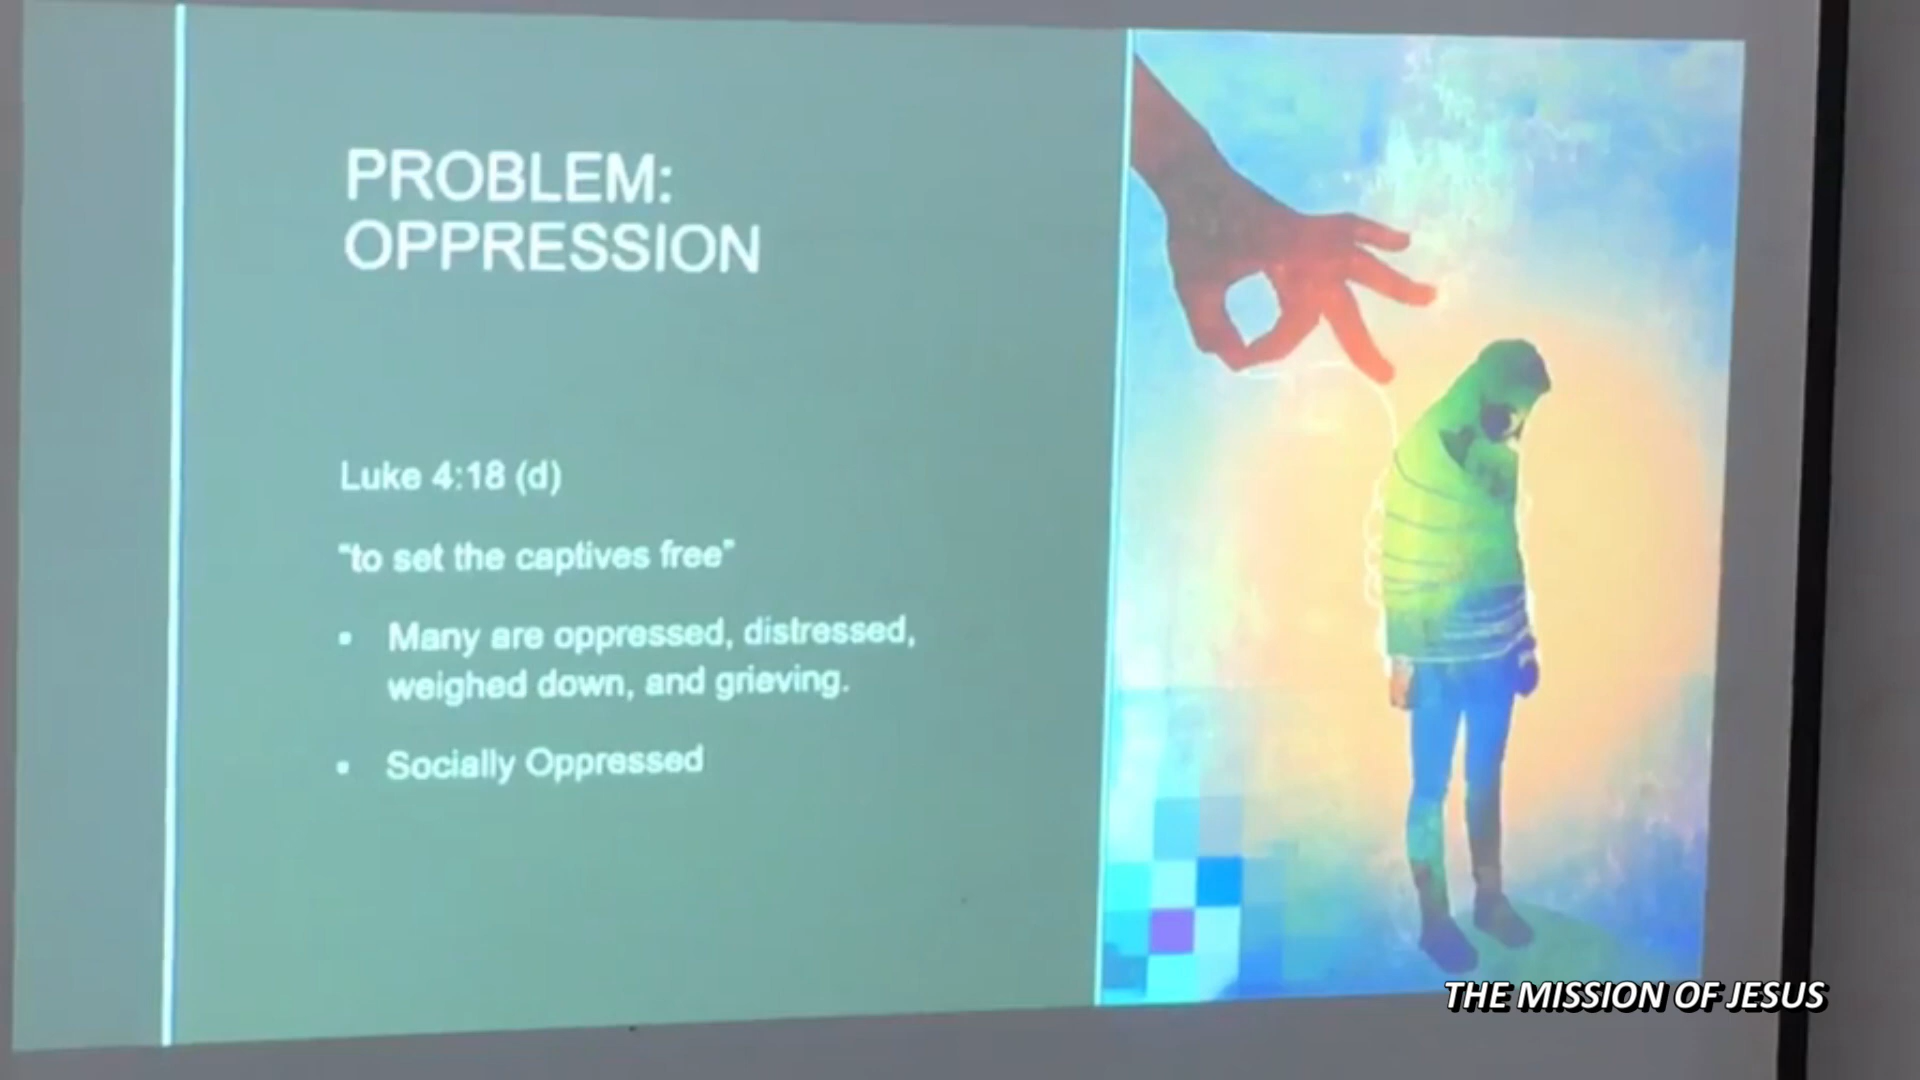 PROBLEM:
OPPRESSION
Luke 4:18 (d)
"to set the captives free"
• Many are oppressed, distressed,
weighed down, and grieving.
• Socially Oppressed
THE MISSION OF JESUS